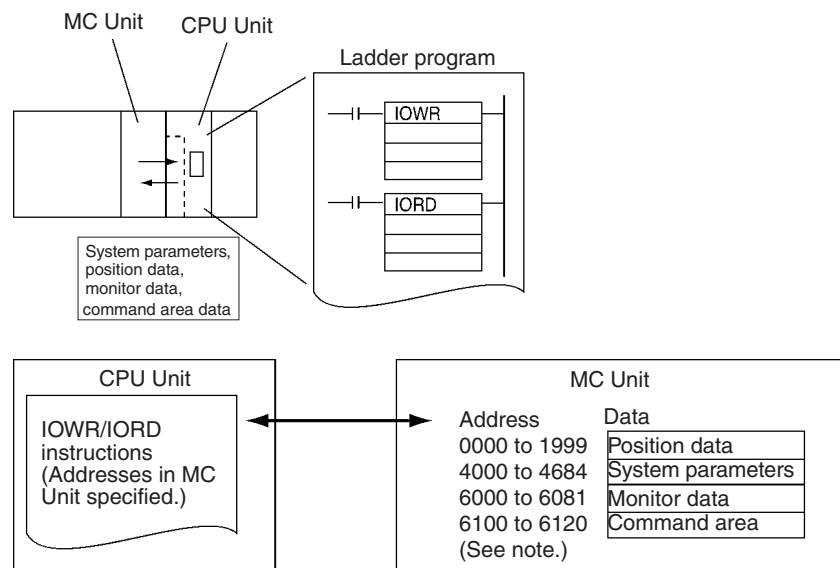 MC Unit
CPU Unit
Ladder program
IOWR
IORD
System parameters,
position data,
monitor data,
command area data
CPU Unit
IOWR/IORD
instructions
(Addresses in MC
Unit specified.)
MC Unit
Address Data
0000 to 1999 Position data
4000 to 4684 System parameters
6000 to 6081 Monitor data
6100 to 6120 Command area
(See note.)